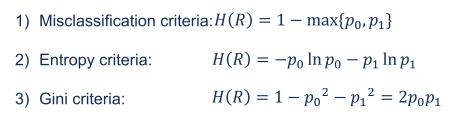 1) Misclassification criteria: H(R) = 1 − max{p₀, p₁}
2) Entropy criteria: H(R) = −p₀ ln p₀ − p₁ ln p₁
3) Gini criteria: H(R) = 1 − p₀² − p₁² = 2p₀p₁